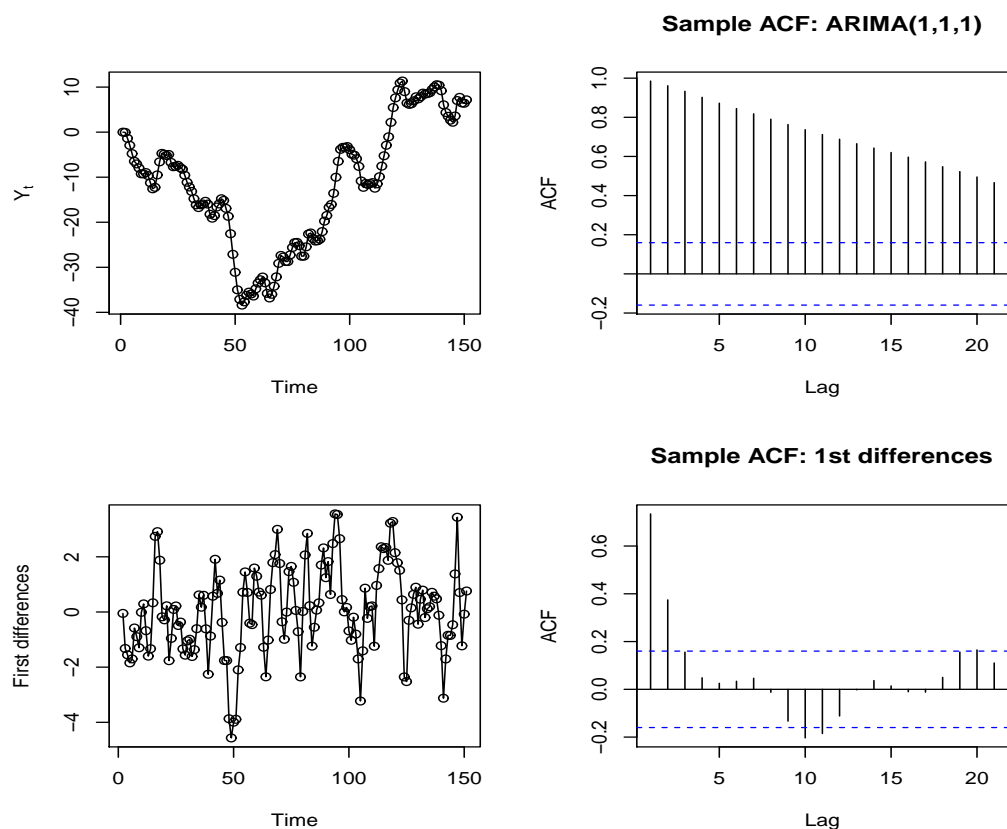 Sample ACF: ARIMA(1,1,1)
Y_t
10
0
−10
−20
−30
−40
0 50 100 150
Time
ACF
1.0
0.8
0.6
0.4
0.2
−0.2
5 10 15 20
Lag
Sample ACF: 1st differences
First differences
2
0
−2
−4
0 50 100 150
Time
ACF
0.6
0.4
0.2
0.0
−0.2
5 10 15 20
Lag